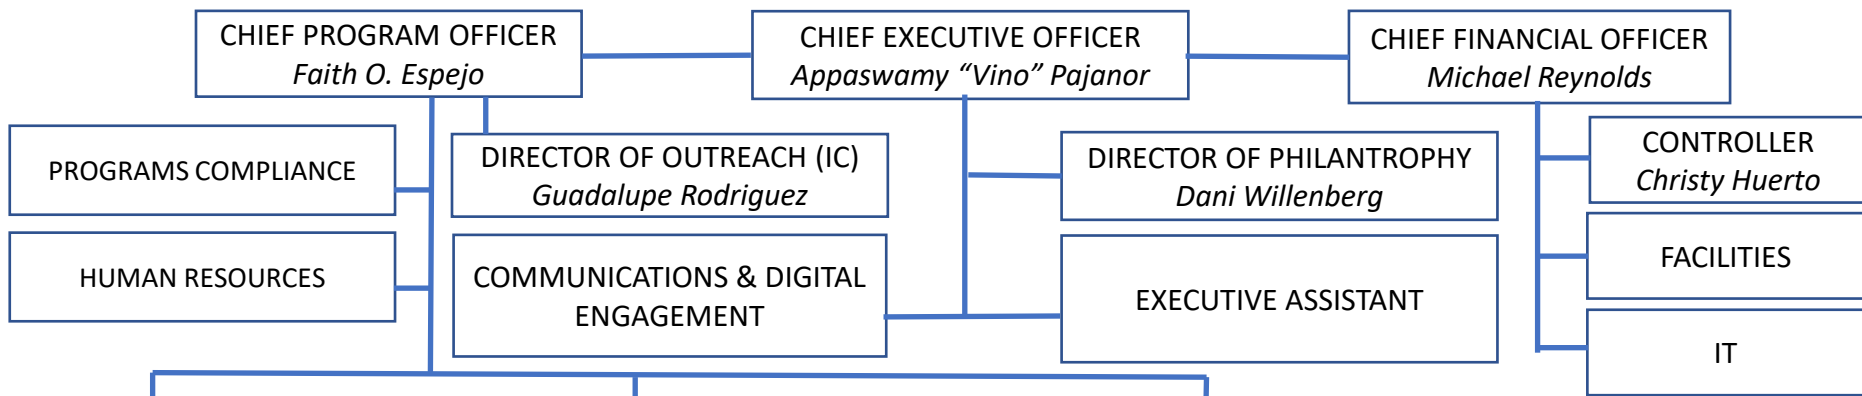 CHIEF PROGRAM OFFICER
Faith O. Espejo
CHIEF EXECUTIVE OFFICER
Appaswamy “Vino” Pajanor
CHIEF FINANCIAL OFFICER
Michael Reynolds
PROGRAMS COMPLIANCE
DIRECTOR OF OUTREACH (IC)
Guadalupe Rodriguez
DIRECTOR OF PHILANTROPHY
Dani Willenberg
CONTROLLER
Christy Huerto
HUMAN RESOURCES
COMMUNICATIONS & DIGITAL
ENGAGEMENT
EXECUTIVE ASSISTANT
FACILITIES
IT